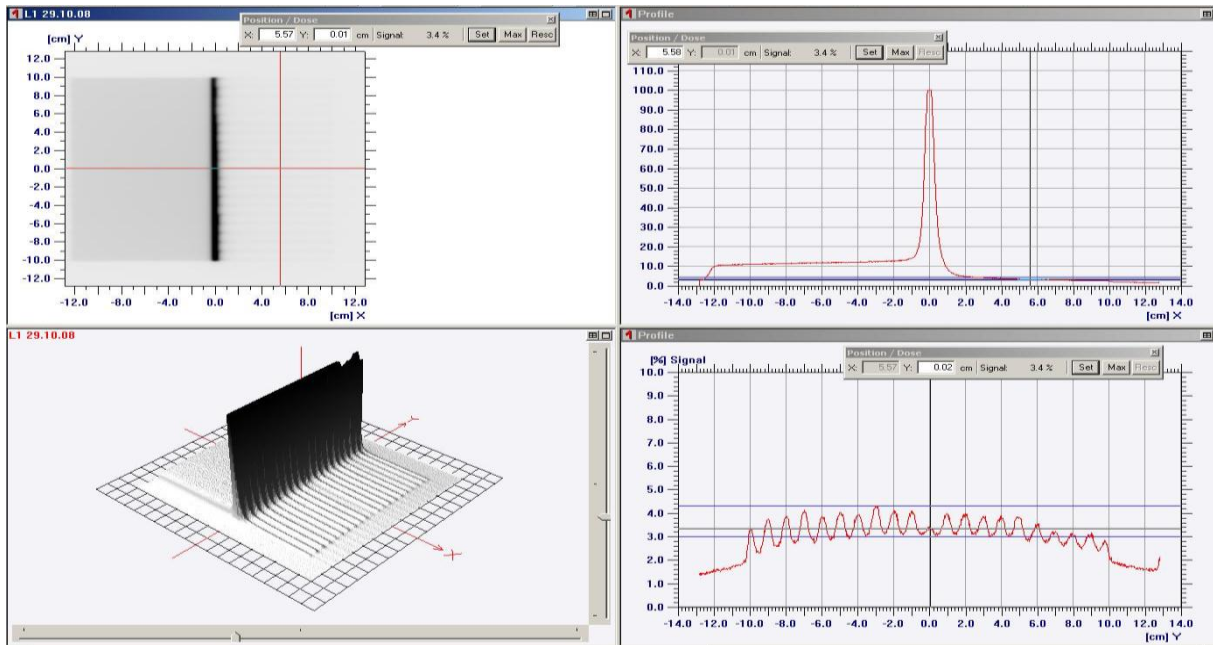 L1 29.10.08
Position / Dose
X: 5.57 Y: 0.01 cm Signal: 3.4 % Set Max Resc
[cm] Y
12.0
10.0
8.0
6.0
4.0
2.0
0.0
-2.0
-4.0
-6.0
-8.0
-10.0
-12.0
-12.0 -8.0 -4.0 0.0 4.0 8.0 12.0
[cm] X
Profile
Position / Dose
X: 5.58 Y: 0.01 cm Signal: 3.4 % Set Max Resc
110.0
100.0
90.0
80.0
70.0
60.0
50.0
40.0
30.0
20.0
10.0
0.0
-14.0 -12.0 -10.0 -8.0 -6.0 -4.0 -2.0 0.0 2.0 4.0 6.0 8.0 10.0 12.0 14.0
[cm] X
L1 29.10.08
Y
X
Profile
Position / Dose
X: 5.57 Y: 0.02 cm Signal: 3.4 % Set Max Resc
[%] Signal
10.0
9.0
8.0
7.0
6.0
5.0
4.0
3.0
2.0
1.0
0.0
-14.0 -12.0 -10.0 -8.0 -6.0 -4.0 -2.0 0.0 2.0 4.0 6.0 8.0 10.0 12.0 14.0
[cm] Y